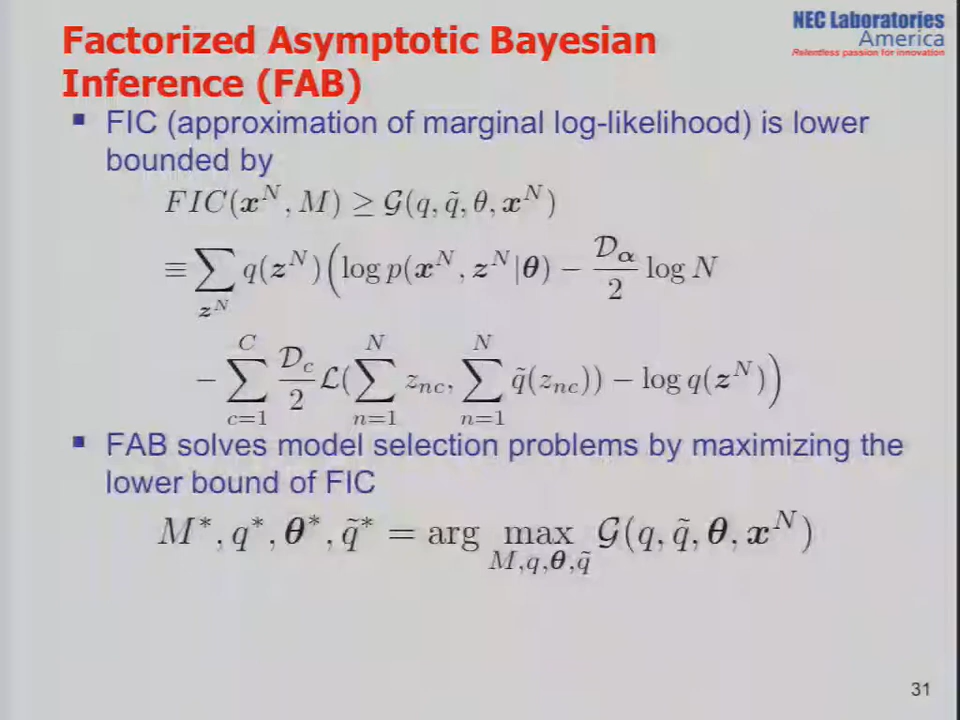 Factorized Asymptotic Bayesian
Inference (FAB)
NEC Laboratories
America
Relentless passion for innovation
▪ FIC (approximation of marginal log-likelihood) is lower
bounded by
FIC(x^N, M) ≥ G(q, q̃, θ, x^N)
≡ ∑_{z^N} q(z^N)(log p(x^N, z^N|θ) − D_α/2 log N
− ∑_{c=1}^{C} D_c/2 L(∑_{n=1}^{N} z_{nc}, ∑_{n=1}^{N} q̃(z_{nc})) − log q(z^N))
▪ FAB solves model selection problems by maximizing the
lower bound of FIC
M*, q*, θ*, q̃* = arg max_{M,q,θ,q̃} G(q, q̃, θ, x^N)
31